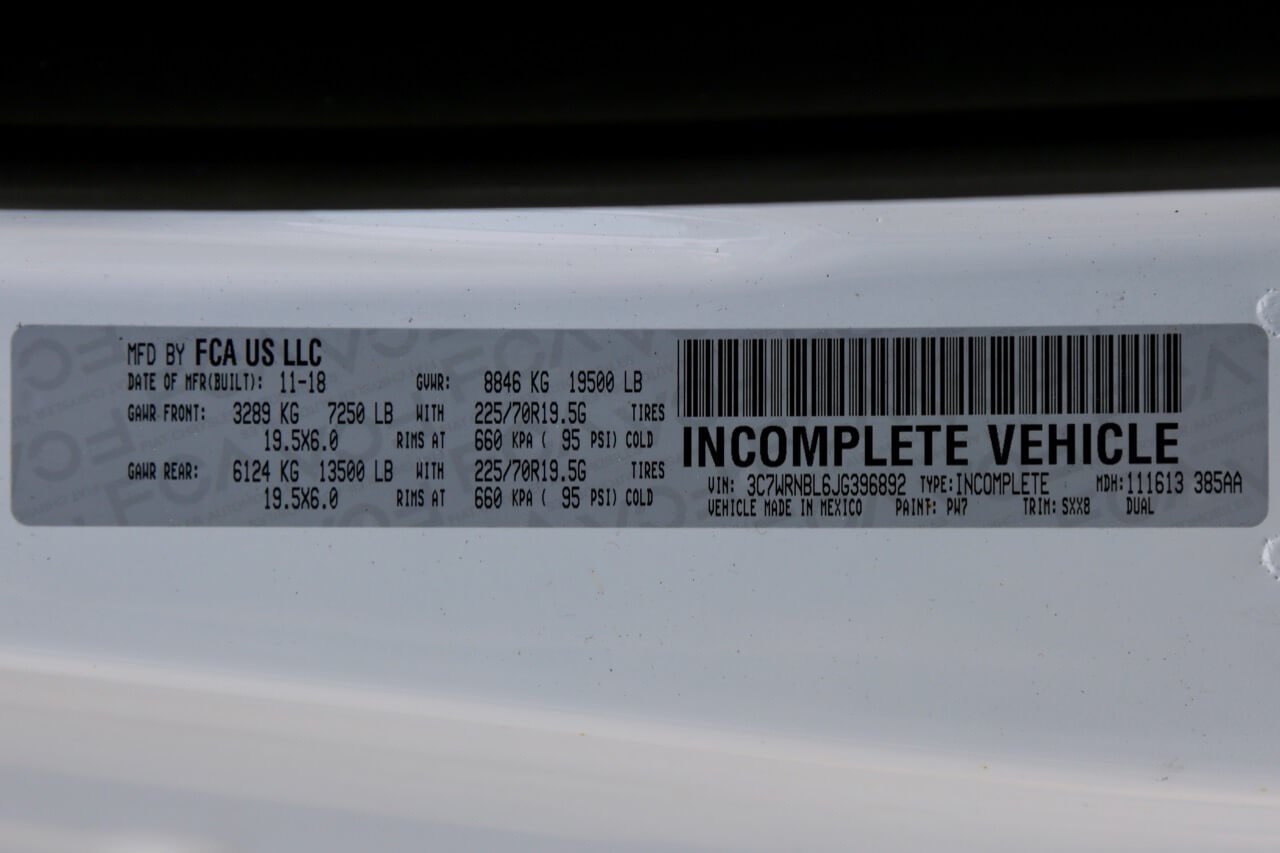 MFD BY FCA US LLC
DATE OF MFR(BUILT): 11-18 GVWR: 8846 KG 19500 LB
GAWR FRONT: 3289 KG 7250 LB WITH 225/70R19.5G TIRES
19.5X6.0 RIMS AT 660 KPA ( 95 PSI) COLD
GAWR REAR: 6124 KG 13500 LB WITH 225/70R19.5G TIRES
19.5X6.0 RIMS AT 660 KPA ( 95 PSI) COLD
INCOMPLETE VEHICLE
VIN: 3C7WRNBL6JG396892 TYPE:INCOMPLETE MDH:111613 385AA
VEHICLE MADE IN MEXICO PAINT: PW7 TRIM: SXX8 DUAL